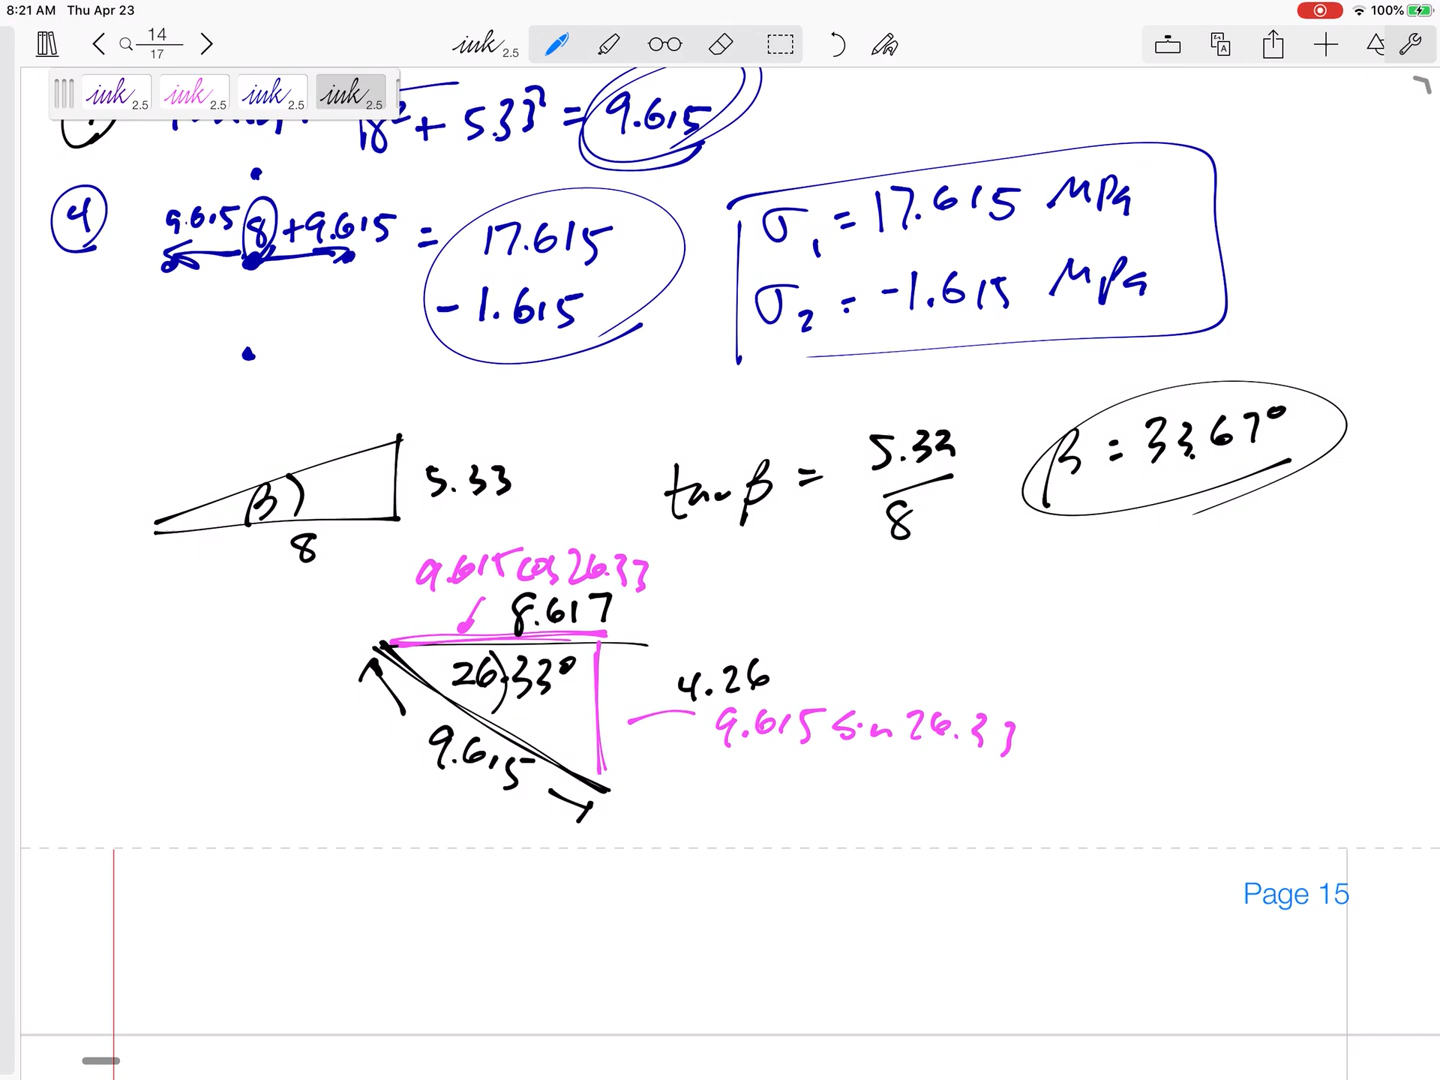 8:21 AM Thu Apr 23
100%
14
17
ink 2.5
ink 2.5 ink 2.5 ink 2.5 ink 2.5
8² + 5.33² = 9.615
4 9.615 8 +9.615 = 17.615
- 1.615
σ₁ = 17.615 MPa
σ₂ = -1.615 MPa
β 8 5.33
tan β = 5.33 / 8
β = 33.67°
9.615 cos 26.33
8.617
26.33°
4.26
9.615 sin 26.33
9.615
Page 15